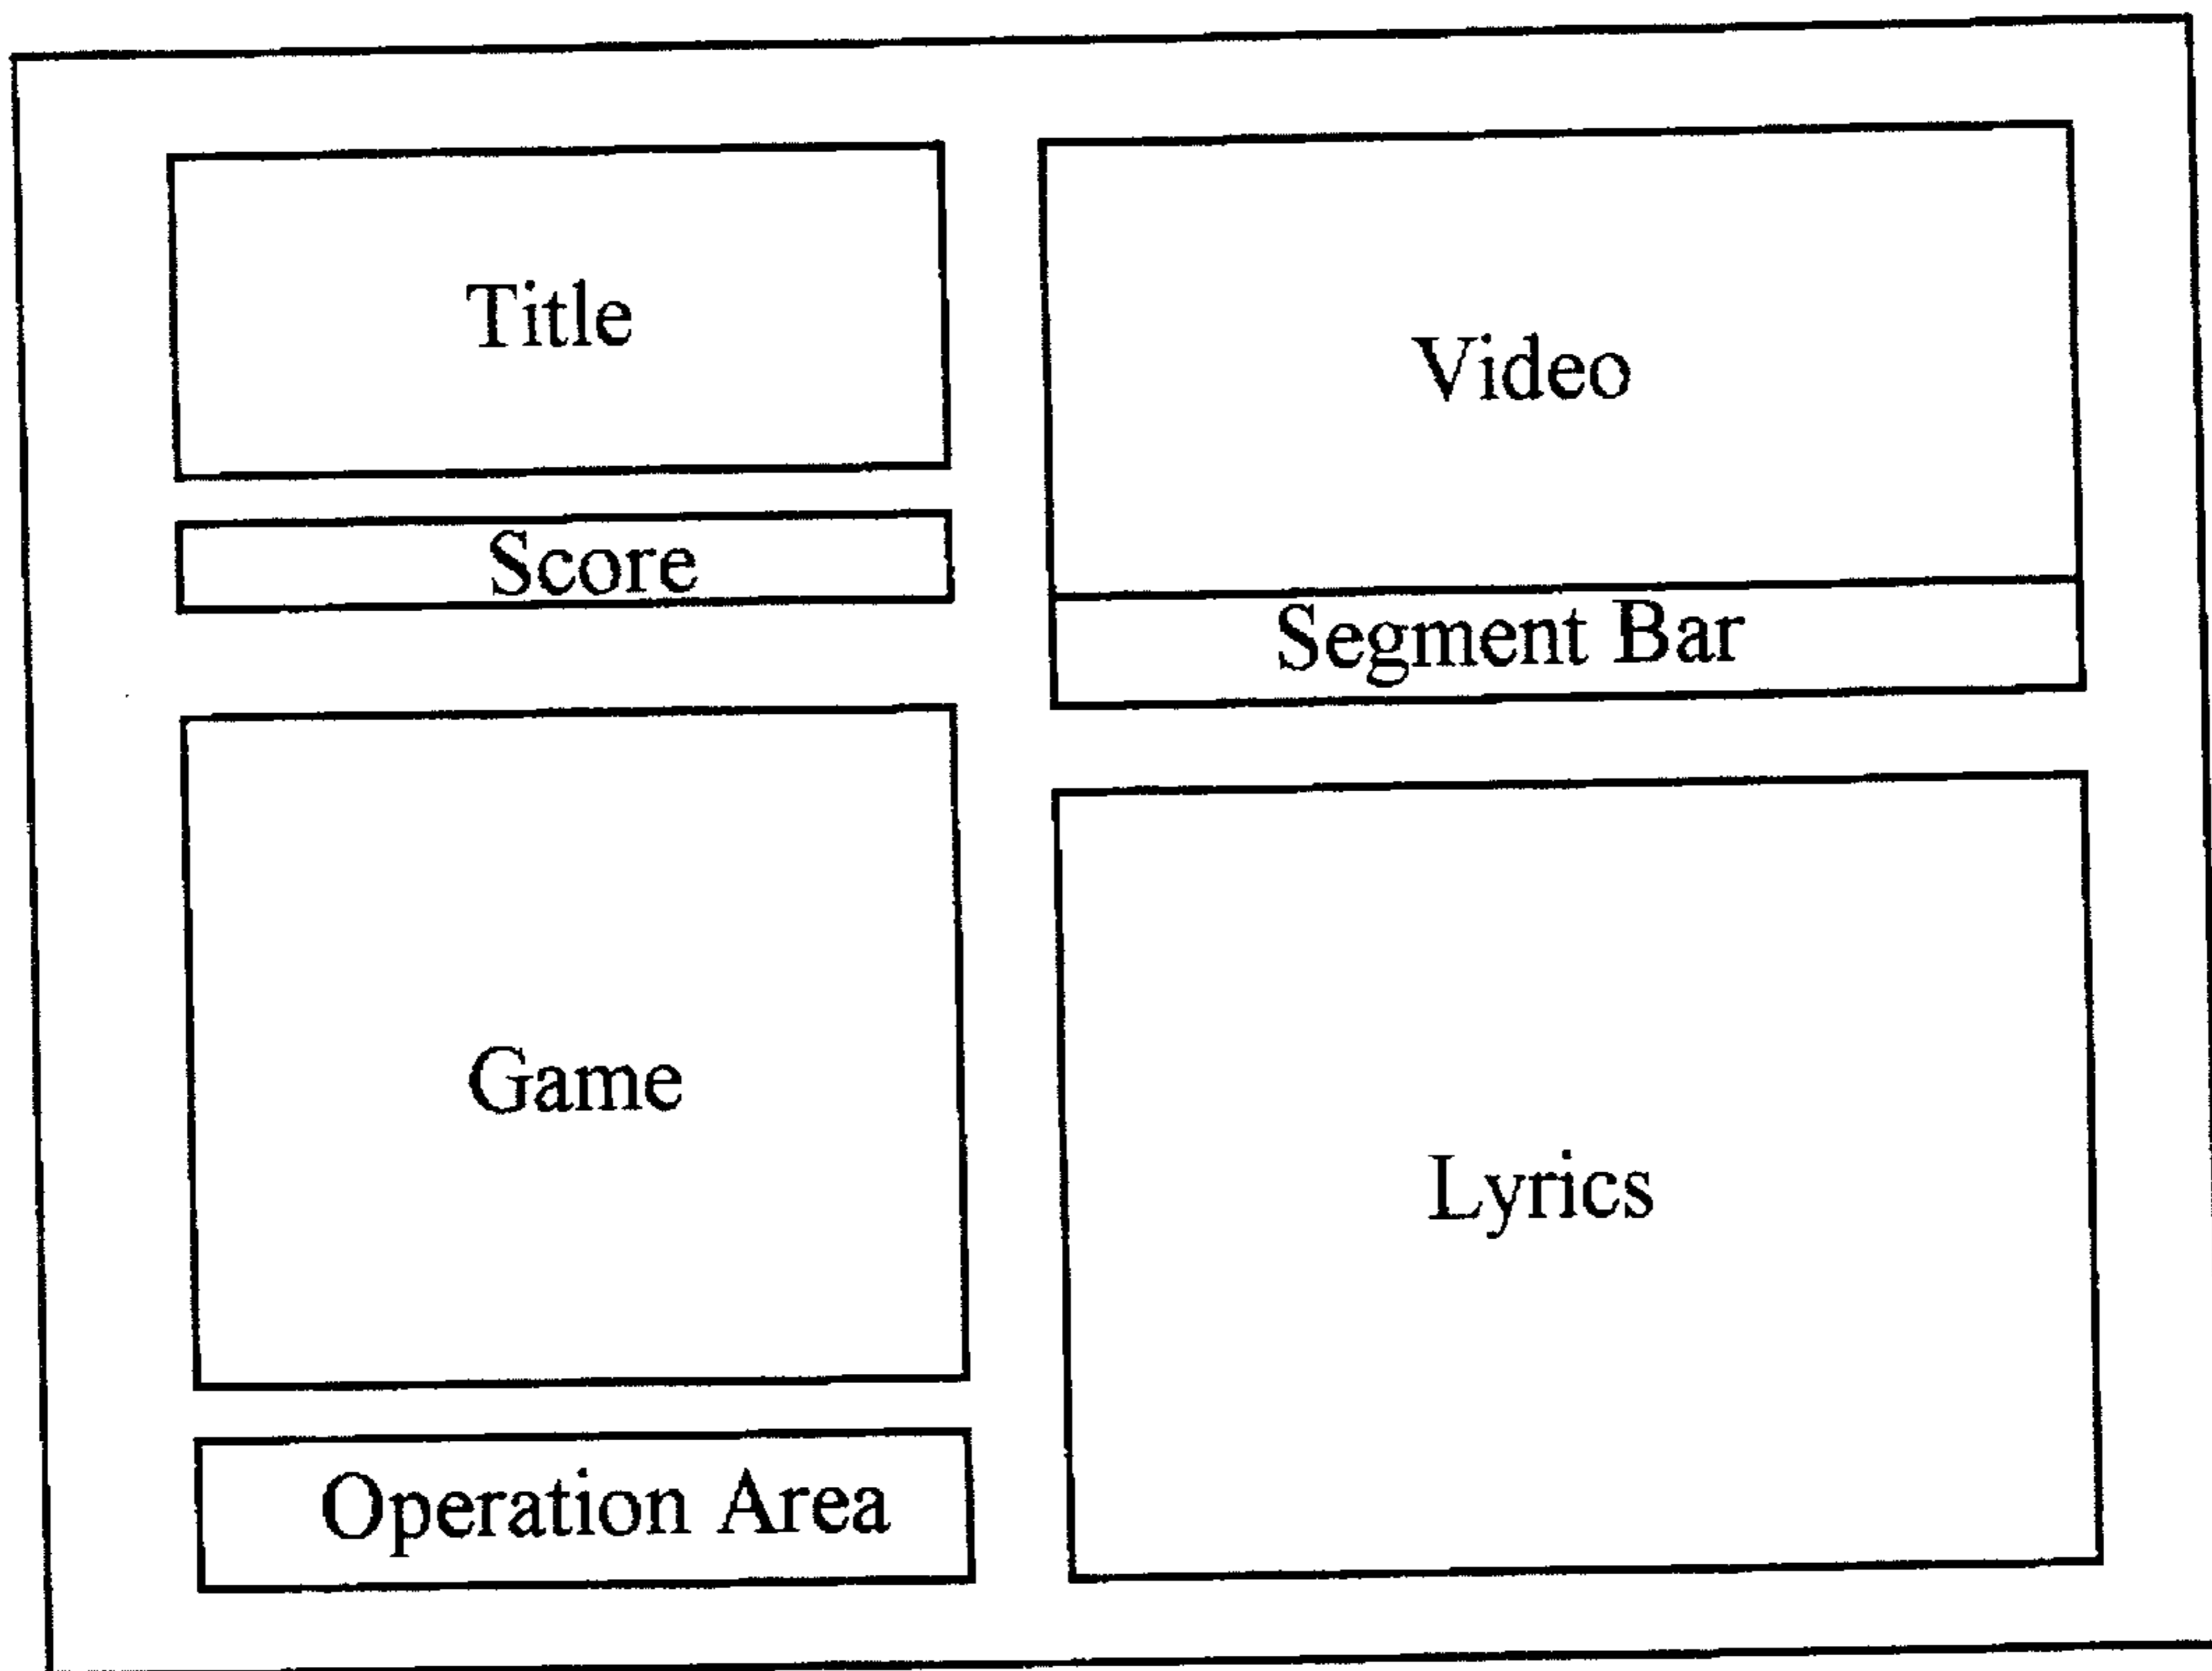 Title
Score
Game
Operation Area
Video
Segment Bar
Lyrics